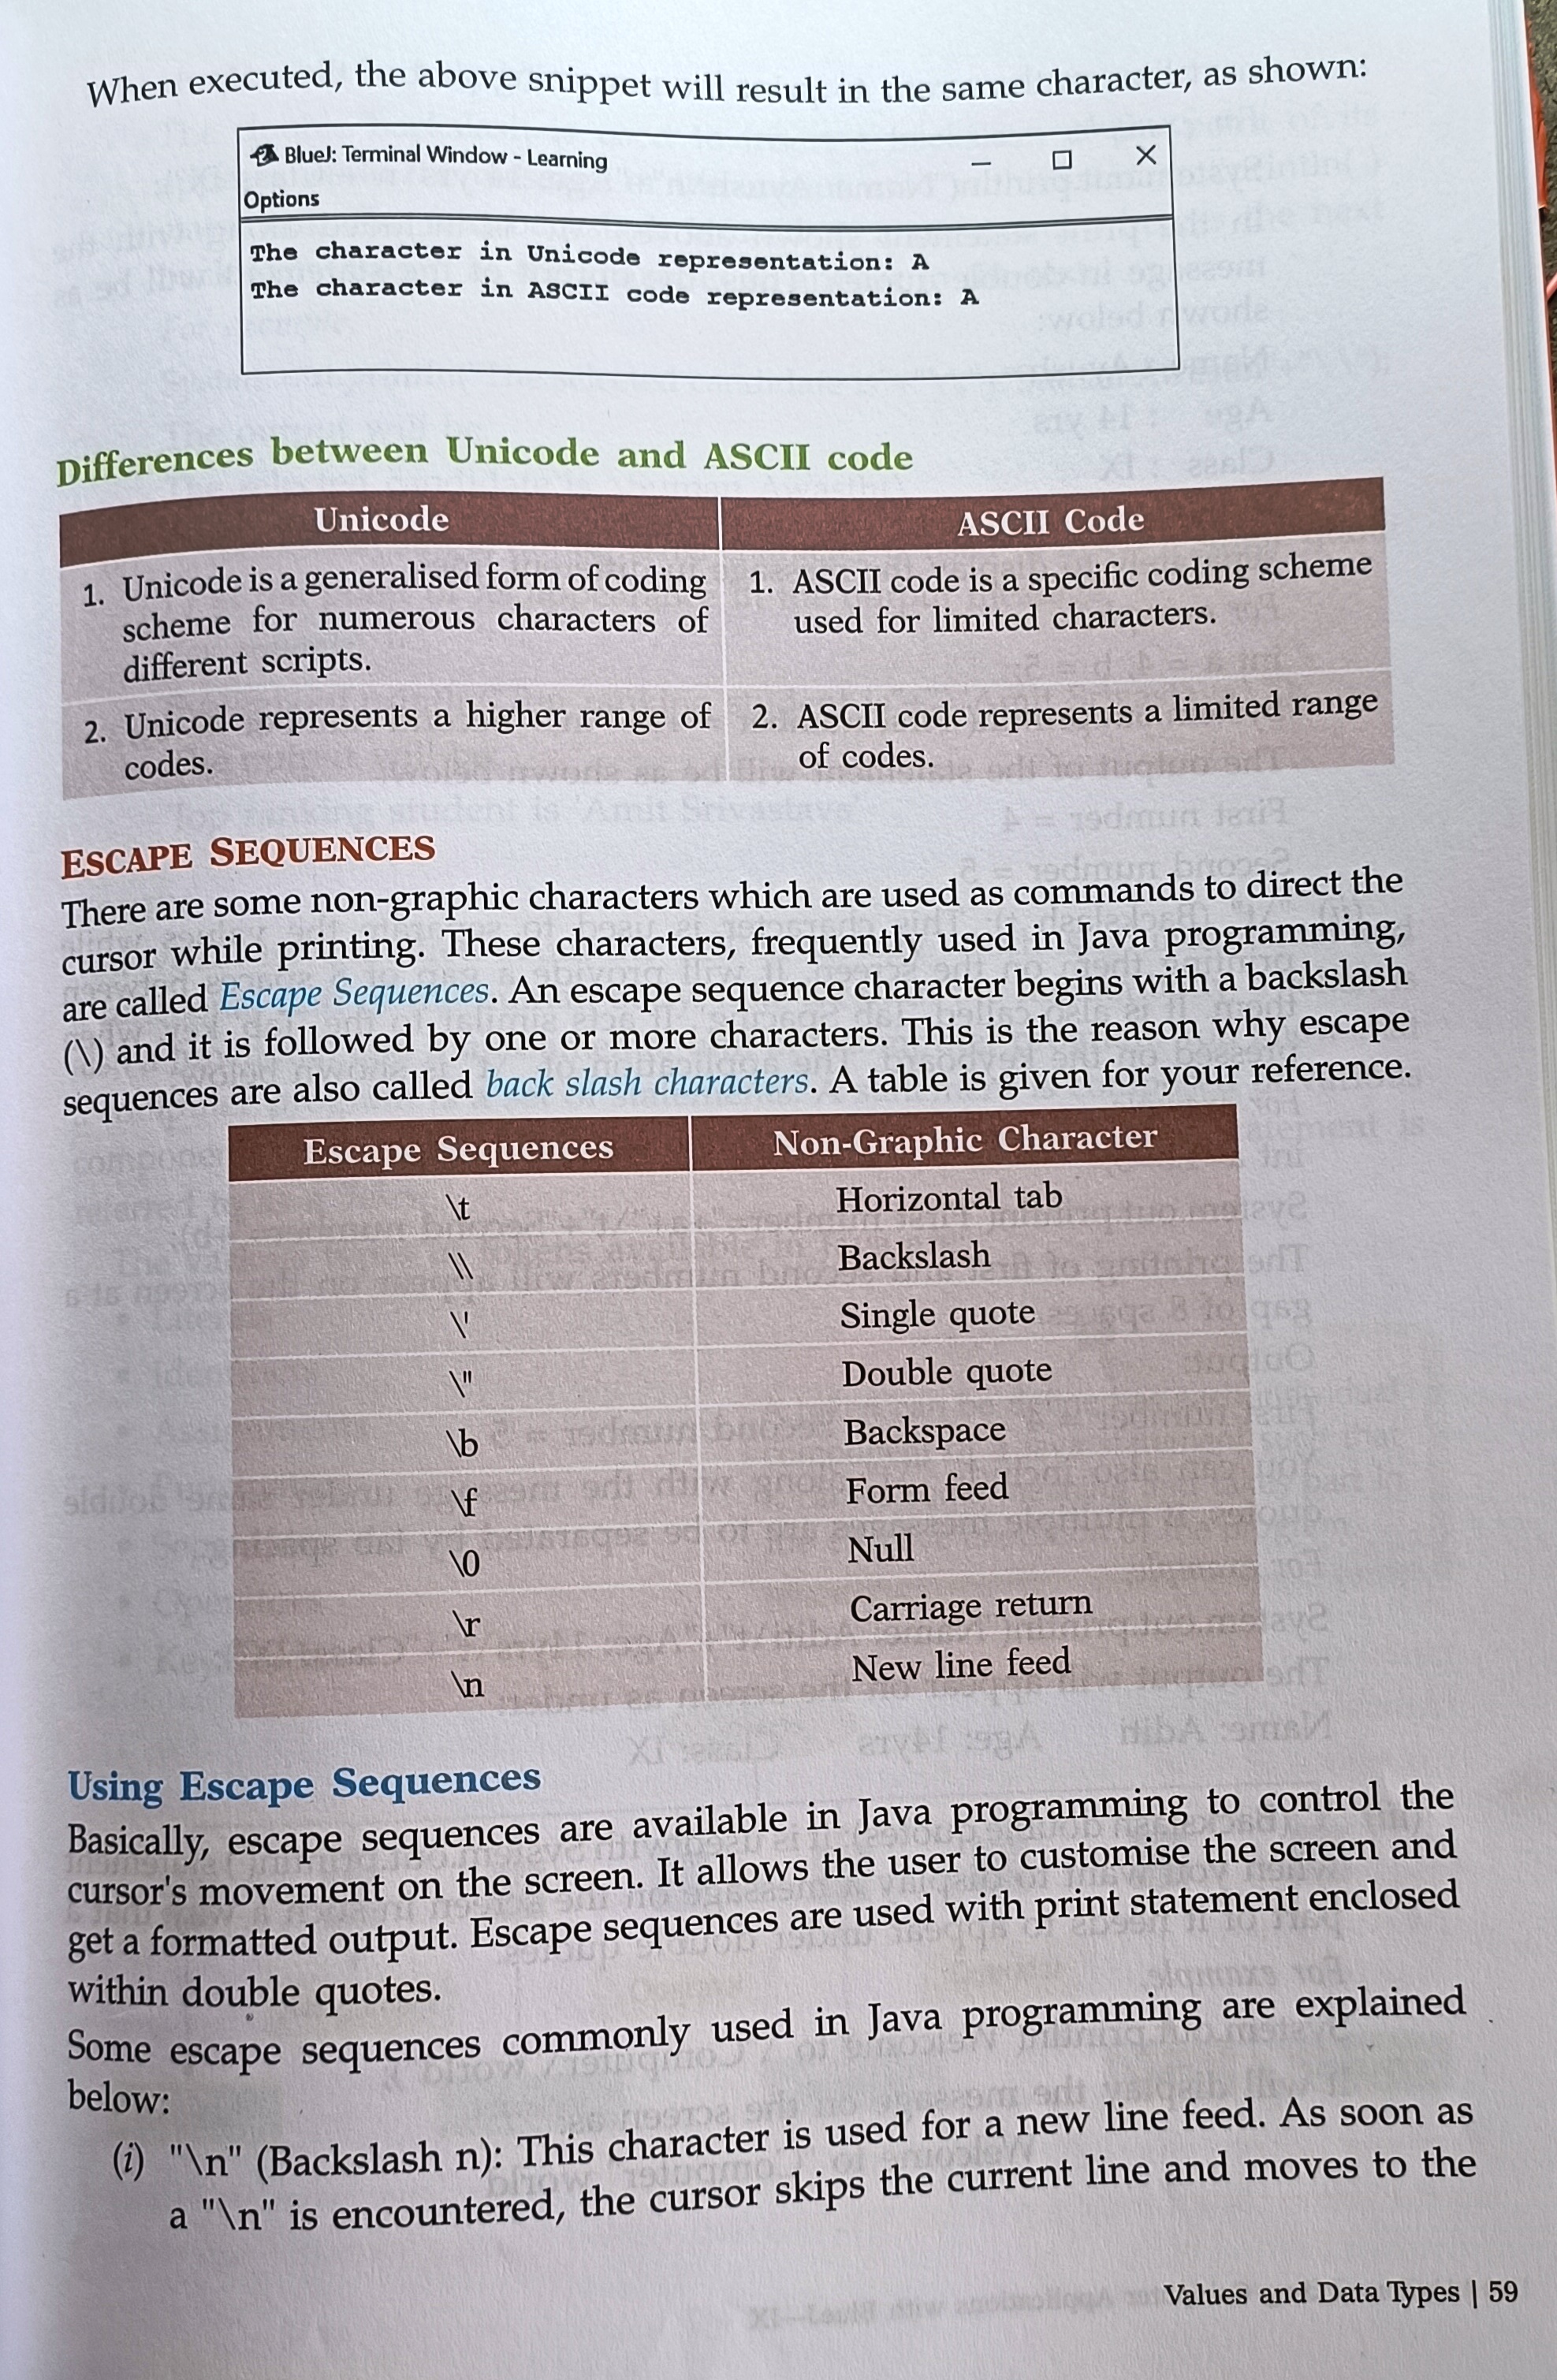 When executed, the above snippet will result in the same character, as shown:
BlueJ: Terminal Window - Learning
Options
The character in Unicode representation: A
The character in ASCII code representation: A
Differences between Unicode and ASCII code
Unicode
ASCII Code
1. Unicode is a generalised form of coding
scheme for numerous characters of
different scripts.
1. ASCII code is a specific coding scheme
used for limited characters.
2. Unicode represents a higher range of
codes.
2. ASCII code represents a limited range
of codes.
ESCAPE SEQUENCES
There are some non-graphic characters which are used as commands to direct the
cursor while printing. These characters, frequently used in Java programming,
are called Escape Sequences. An escape sequence character begins with a backslash
(\) and it is followed by one or more characters. This is the reason why escape
sequences are also called back slash characters. A table is given for your reference.
Escape Sequences Non-Graphic Character
\t Horizontal tab
\\ Backslash
\' Single quote
\" Double quote
\b Backspace
\f Form feed
\0 Null
\r Carriage return
\n New line feed
Using Escape Sequences
Basically, escape sequences are available in Java programming to control the
cursor's movement on the screen. It allows the user to customise the screen and
get a formatted output. Escape sequences are used with print statement enclosed
within double quotes.
Some escape sequences commonly used in Java programming are explained
below:
(i) "\n" (Backslash n): This character is used for a new line feed. As soon as
a "\n" is encountered, the cursor skips the current line and moves to the
Values and Data Types | 59